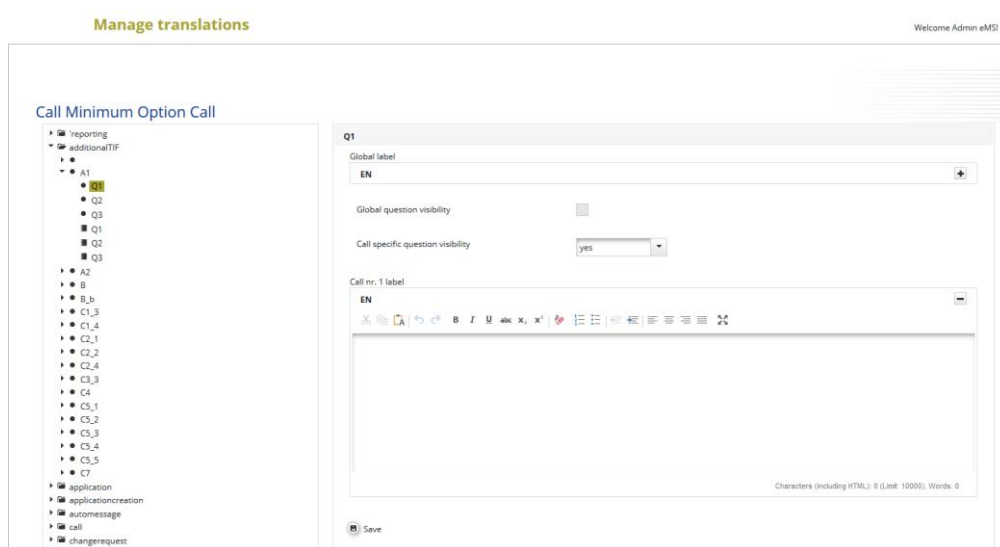 Manage translations
Welcome Admin eMS!
Call Minimum Option Call
'reporting
additionalTIF
A1
Q1
Q2
Q3
Q1
Q2
Q3
A2
B
B_b
C1_3
C1_4
C2_1
C2_2
C2_4
C3_3
C4
C5_1
C5_2
C5_3
C5_4
C5_5
C7
application
applicationcreation
automessage
call
changerequest
Q1
Global label
EN
Global question visibility
Call specific question visibility
yes
Call nr. 1 label
EN
B I U abc x₂ x²
Characters (including HTML): 0 (Limit: 10000), Words: 0
Save